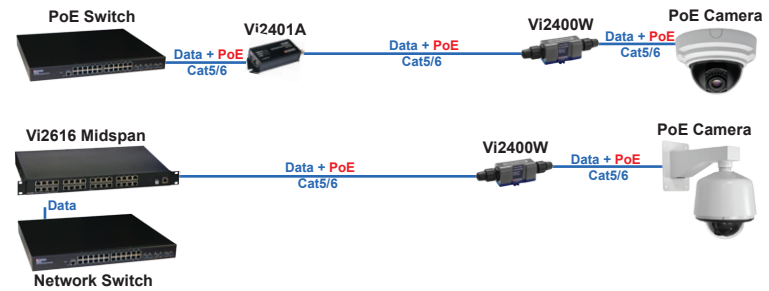 PoE Switch
Vi2401A
Vi2400W
PoE Camera
Data + PoE
Cat5/6
Data + PoE
Cat5/6
Data + PoE
Cat5/6
Vi2616 Midspan
Vi2400W
PoE Camera
Data + PoE
Cat5/6
Data + PoE
Cat5/6
Data
Network Switch